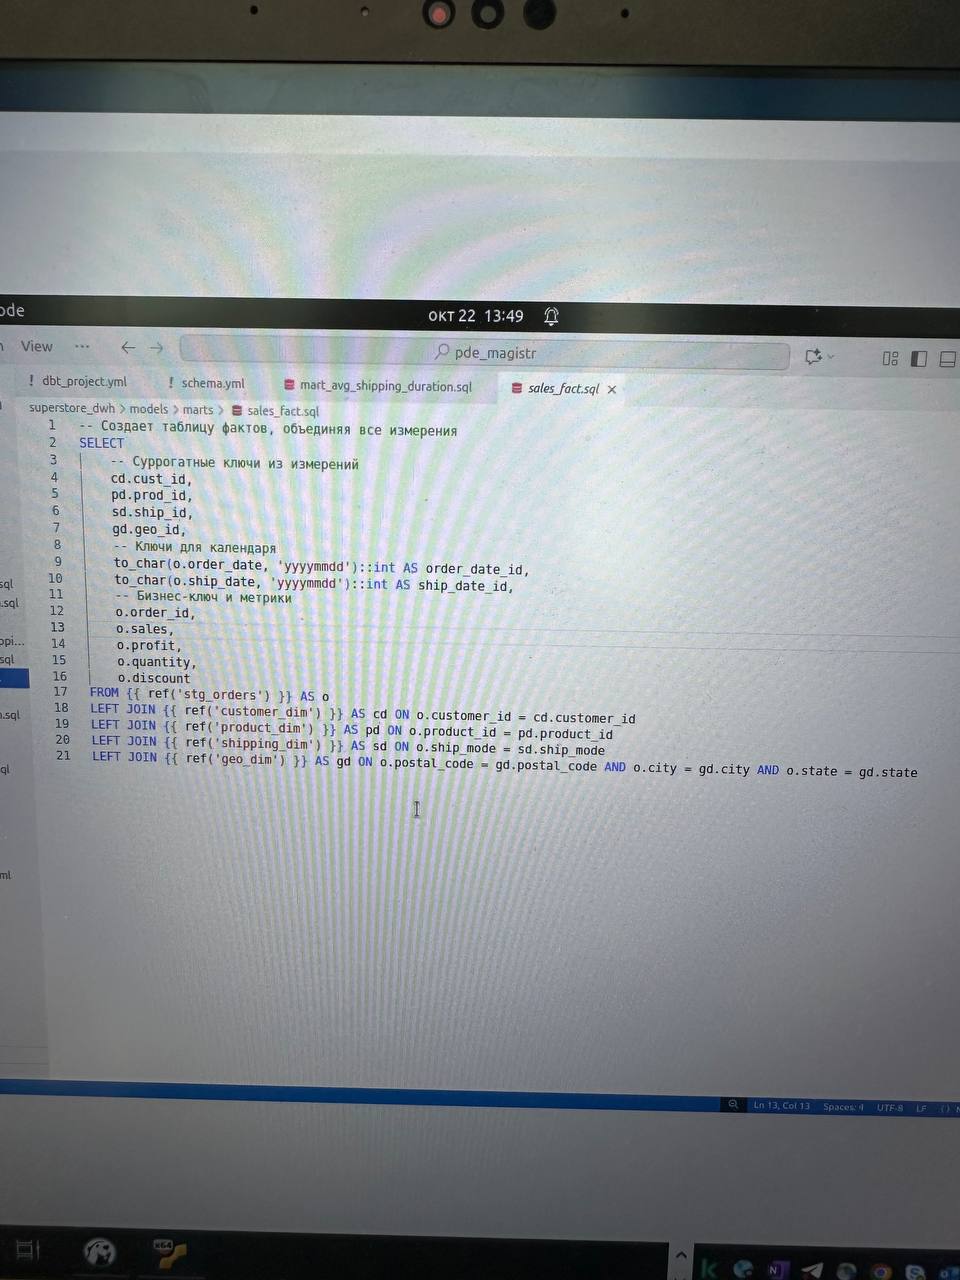 ode
окт 22 13:49
View ···
pde_magistr
! dbt_project.yml
! schema.yml
mart_avg_shipping_duration.sql
sales_fact.sql
superstore_dwh > models > marts > sales_fact.sql
1 -- Создает таблицу фактов, объединяя все измерения
2 SELECT
3 -- Суррогатные ключи из измерений
4 cd.cust_id,
5 pd.prod_id,
6 sd.ship_id,
7 gd.geo_id,
8 -- Ключи для календаря
9 to_char(o.order_date, 'yyyymmdd')::int AS order_date_id,
10 to_char(o.ship_date, 'yyyymmdd')::int AS ship_date_id,
11 -- Бизнес-ключ и метрики
12 o.order_id,
13 o.sales,
14 o.profit,
15 o.quantity,
16 o.discount
17 FROM {{ ref('stg_orders') }} AS o
18 LEFT JOIN {{ ref('customer_dim') }} AS cd ON o.customer_id = cd.customer_id
19 LEFT JOIN {{ ref('product_dim') }} AS pd ON o.product_id = pd.product_id
20 LEFT JOIN {{ ref('shipping_dim') }} AS sd ON o.ship_mode = sd.ship_mode
21 LEFT JOIN {{ ref('geo_dim') }} AS gd ON o.postal_code = gd.postal_code AND o.city = gd.city AND o.state = gd.state
sql
.sql
opi...
sql
.sql
ql
ml
Ln 13, Col 13 Spaces: 4 UTF-8 LF
x64